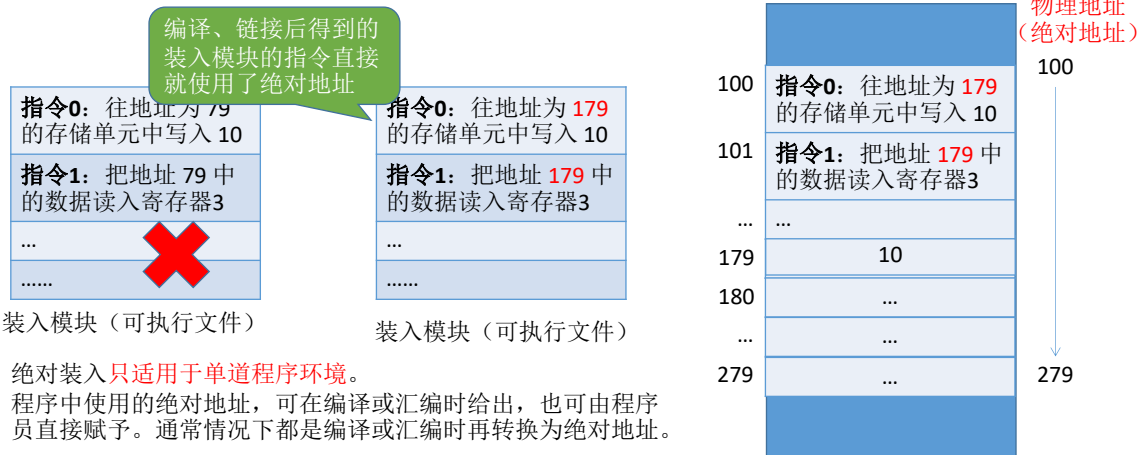 编译、链接后得到的
装入模块的指令直接
就使用了绝对地址
指令0：往地址为 79
的存储单元中写入 10
指令1：把地址 79 中
的数据读入寄存器3
...
......
装入模块（可执行文件）
指令0：往地址为 179
的存储单元中写入 10
指令1：把地址 179 中
的数据读入寄存器3
...
......
装入模块（可执行文件）
绝对装入只适用于单道程序环境。
程序中使用的绝对地址，可在编译或汇编时给出，也可由程序
员直接赋予。通常情况下都是编译或汇编时再转换为绝对地址。
物理地址
（绝对地址）
100
指令0：往地址为 179
的存储单元中写入 10
100
101
指令1：把地址 179 中
的数据读入寄存器3
...
...
179
10
180
...
...
...
279
...
279